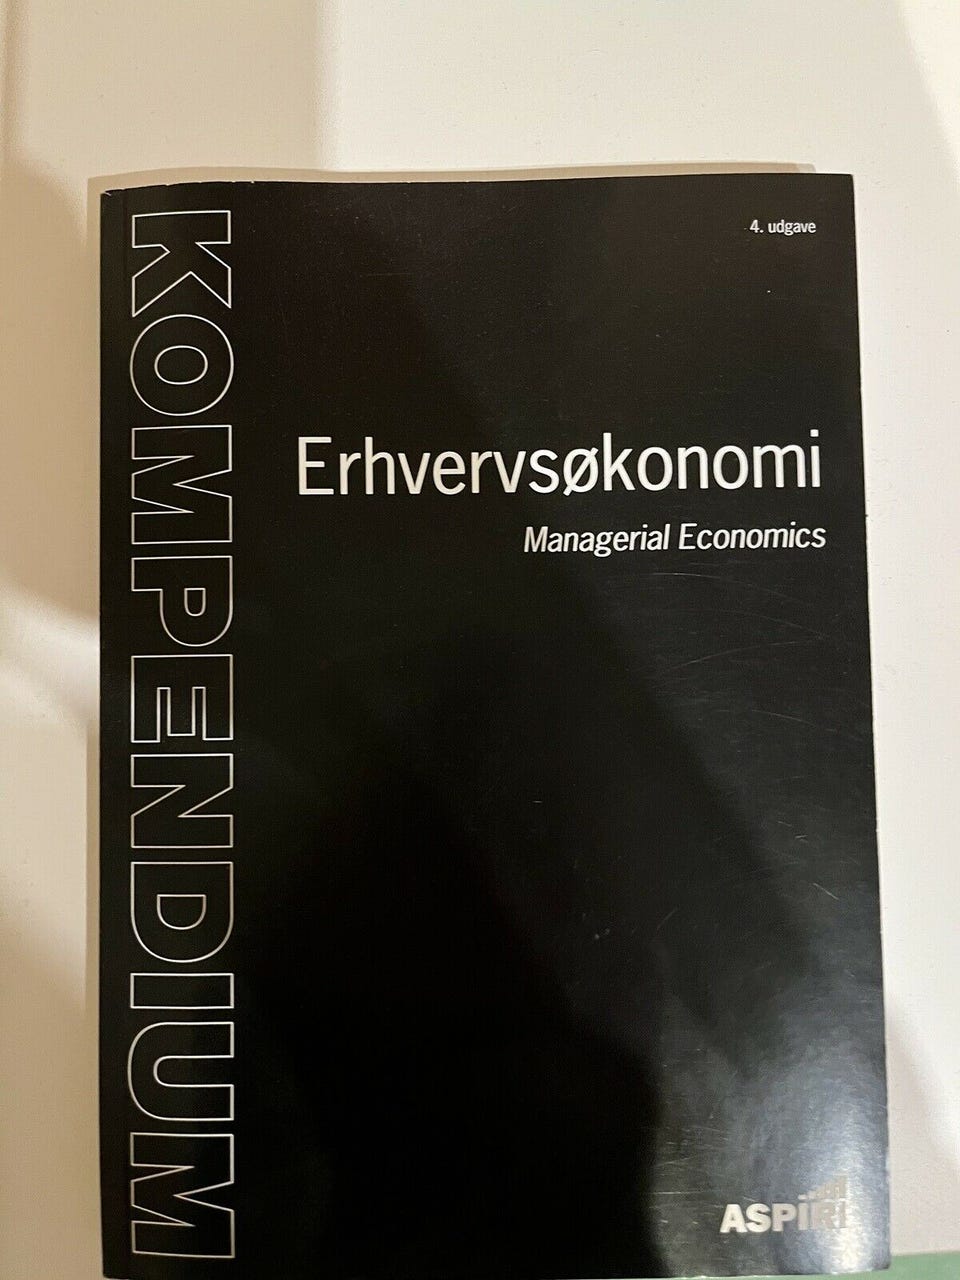 4. udgave
KOMPENDIUM
Erhvervsøkonomi
Managerial Economics
ASPIRI